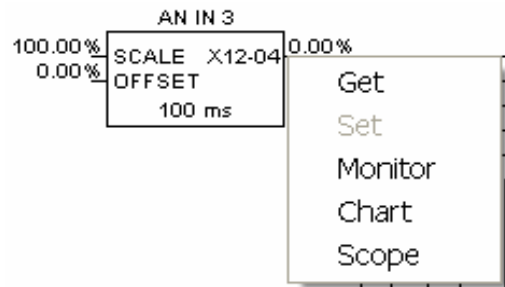 AN IN 3
100.00% SCALE X12-04 0.00%
0.00% OFFSET
100 ms
Get
Set
Monitor
Chart
Scope